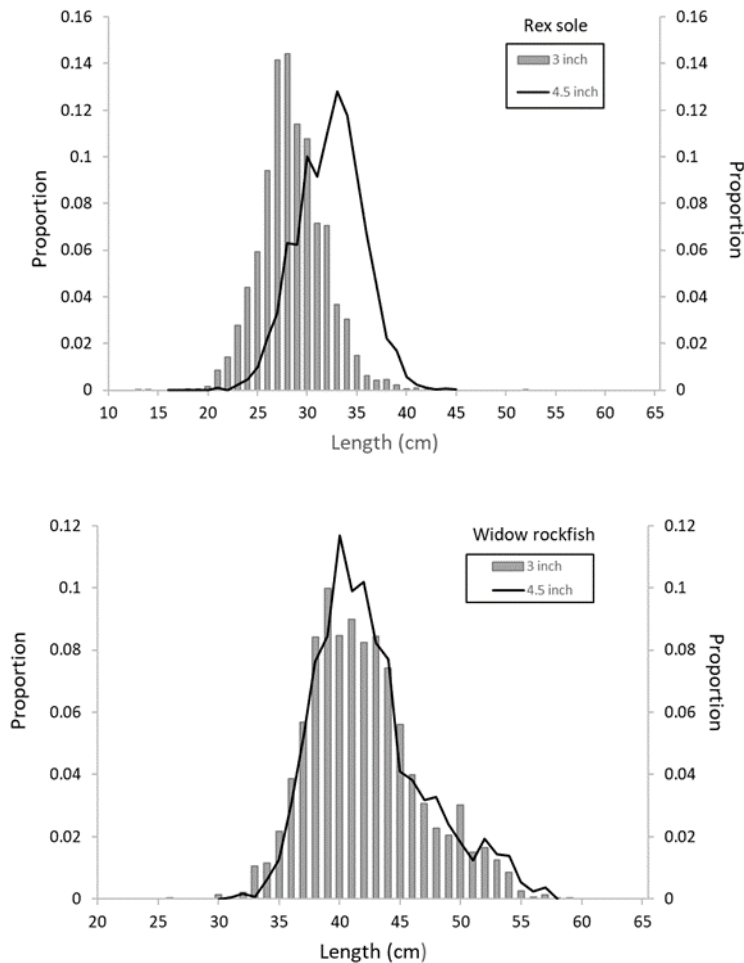 Rex sole
3 inch
4.5 inch
0.16 0.16
0.14 0.14
0.12 0.12
0.1 0.1
0.08 0.08
0.06 0.06
0.04 0.04
0.02 0.02
0 0
Proportion
Proportion
10 15 20 25 30 35 40 45 50 55 60 65
Length (cm)
Widow rockfish
3 inch
4.5 inch
0.12 0.12
0.1 0.1
0.08 0.08
0.06 0.06
0.04 0.04
0.02 0.02
0 0
Proportion
Proportion
20 25 30 35 40 45 50 55 60 65
Length (cm)